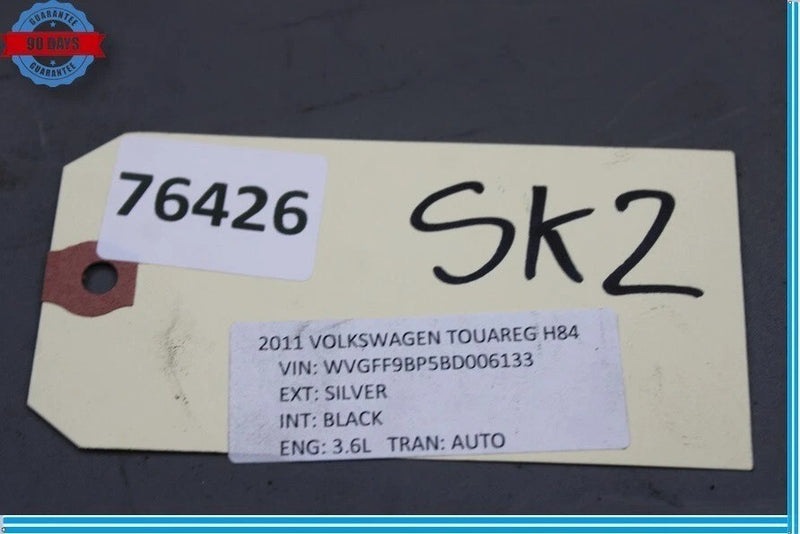 GUARANTEE
90 DAYS
GUARANTEE
76426
Sk2
2011 VOLKSWAGEN TOUAREG H84
VIN: WVGFF9BP5BD006133
EXT: SILVER
INT: BLACK
ENG: 3.6L TRAN: AUTO